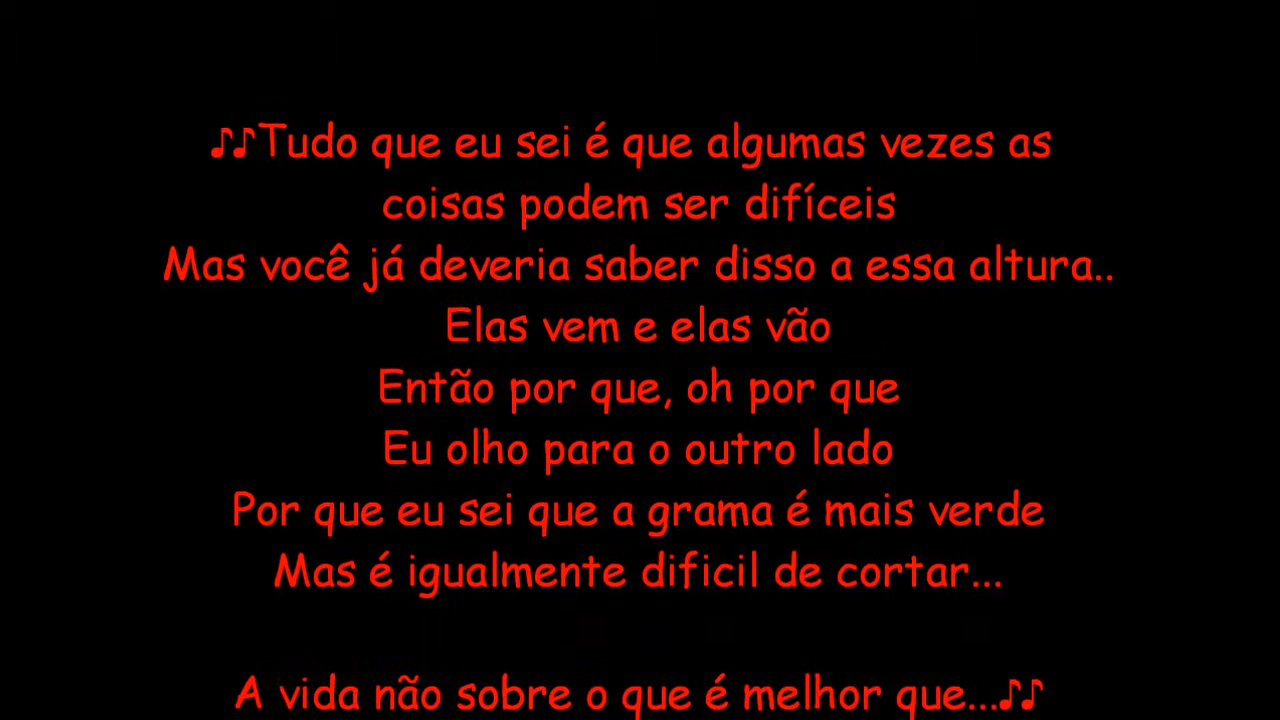 ♪♪Tudo que eu sei é que algumas vezes as
coisas podem ser difíceis
Mas você já deveria saber disso a essa altura..
Elas vem e elas vão
Então por que, oh por que
Eu olho para o outro lado
Por que eu sei que a grama é mais verde
Mas é igualmente dificil de cortar...
A vida não sobre o que é melhor que...♪♪